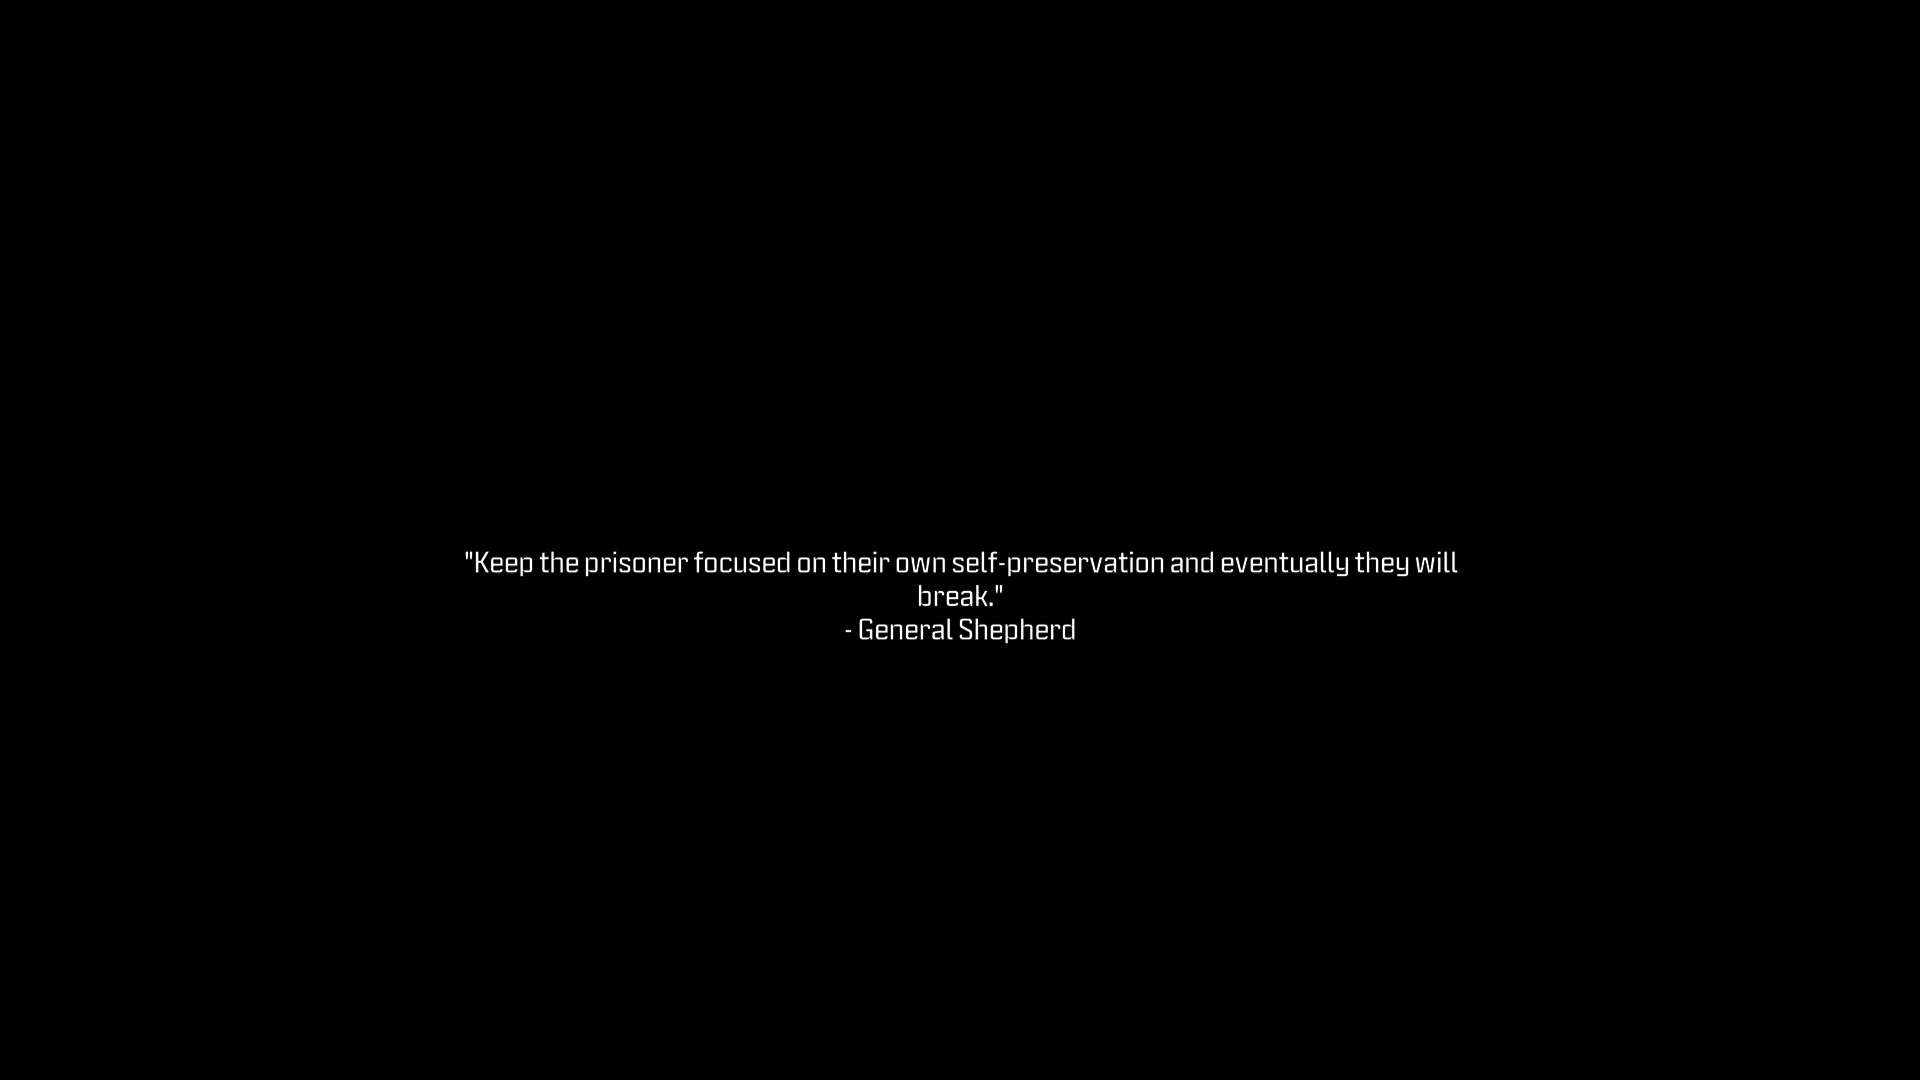 "Keep the prisoner focused on their own self-preservation and eventually they will
break."
- General Shepherd